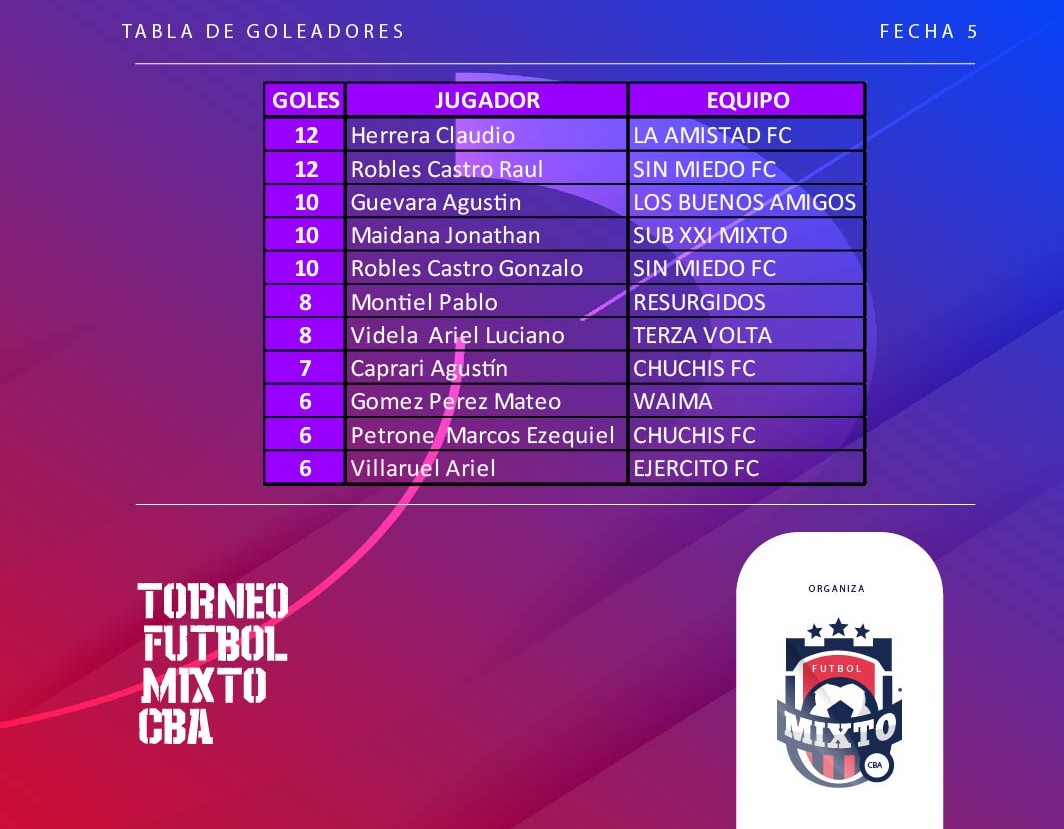 TABLA DE GOLEADORES FECHA 5
GOLES JUGADOR EQUIPO
12 Herrera Claudio LA AMISTAD FC
12 Robles Castro Raul SIN MIEDO FC
10 Guevara Agustin LOS BUENOS AMIGOS
10 Maidana Jonathan SUB XXI MIXTO
10 Robles Castro Gonzalo SIN MIEDO FC
8 Montiel Pablo RESURGIDOS
8 Videla  Ariel Luciano TERZA VOLTA
7 Caprari Agustín CHUCHIS FC
6 Gomez Perez Mateo WAIMA
6 Petrone  Marcos Ezequiel CHUCHIS FC
6 Villaruel Ariel EJERCITO FC
TORNEO
FUTBOL
MIXTO
CBA
ORGANIZA
FUTBOL
MIXTO
CBA